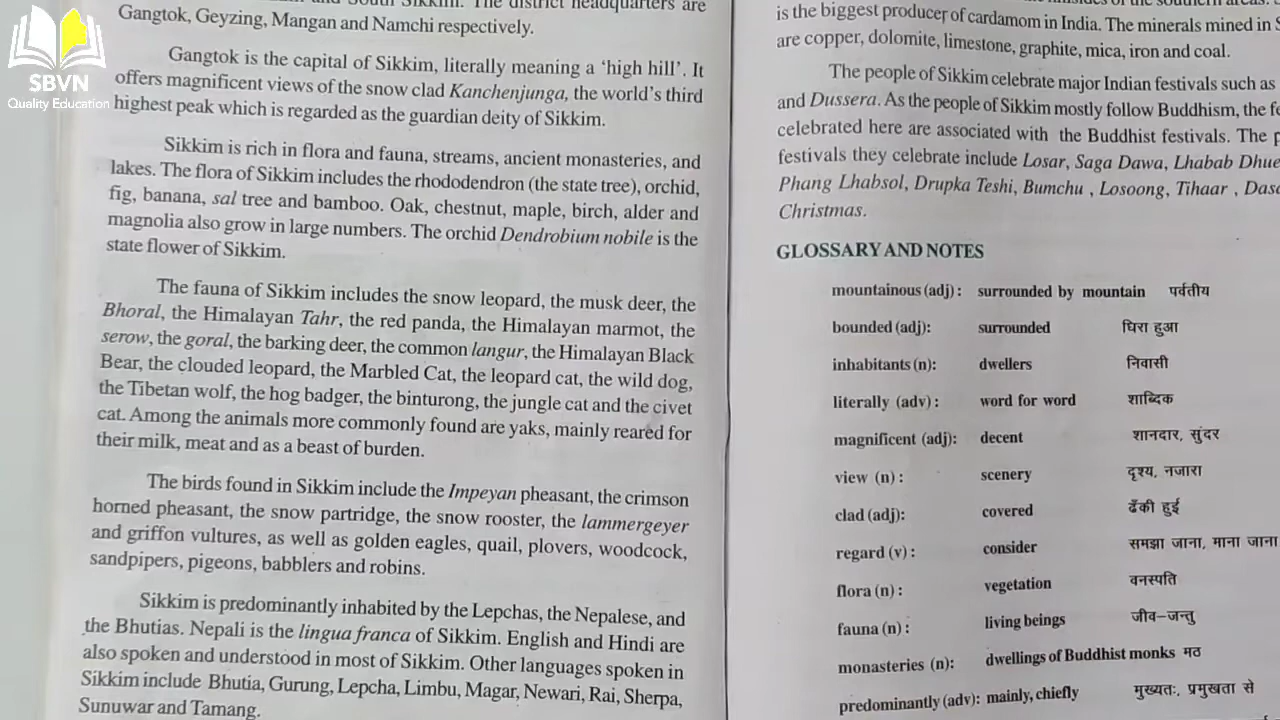 SBVN
Quality Education
and South Sikkim. The district headquarters are
Gangtok, Geyzing, Mangan and Namchi respectively.
Gangtok is the capital of Sikkim, literally meaning a ‘high hill’. It
offers magnificent views of the snow clad Kanchenjunga, the world’s third
highest peak which is regarded as the guardian deity of Sikkim.
Sikkim is rich in flora and fauna, streams, ancient monasteries, and
lakes. The flora of Sikkim includes the rhododendron (the state tree), orchid,
fig, banana, sal tree and bamboo. Oak, chestnut, maple, birch, alder and
magnolia also grow in large numbers. The orchid Dendrobium nobile is the
state flower of Sikkim.
The fauna of Sikkim includes the snow leopard, the musk deer, the
Bhoral, the Himalayan Tahr, the red panda, the Himalayan marmot, the
serow, the goral, the barking deer, the common langur, the Himalayan Black
Bear, the clouded leopard, the Marbled Cat, the leopard cat, the wild dog,
the Tibetan wolf, the hog badger, the binturong, the jungle cat and the civet
cat. Among the animals more commonly found are yaks, mainly reared for
their milk, meat and as a beast of burden.
The birds found in Sikkim include the Impeyan pheasant, the crimson
horned pheasant, the snow partridge, the snow rooster, the lammergeyer
and griffon vultures, as well as golden eagles, quail, plovers, woodcock,
sandpipers, pigeons, babblers and robins.
Sikkim is predominantly inhabited by the Lepchas, the Nepalese, and
the Bhutias. Nepali is the lingua franca of Sikkim. English and Hindi are
also spoken and understood in most of Sikkim. Other languages spoken in
Sikkim include Bhutia, Gurung, Lepcha, Limbu, Magar, Newari, Rai, Sherpa,
Sunuwar and Tamang.
of the southern areas.
is the biggest producer of cardamom in India. The minerals mined in
are copper, dolomite, limestone, graphite, mica, iron and coal.
The people of Sikkim celebrate major Indian festivals such as
and Dussera. As the people of Sikkim mostly follow Buddhism, the
celebrated here are associated with the Buddhist festivals. The
festivals they celebrate include Losar, Saga Dawa, Lhabab
Phang Lhabsol, Drupka Teshi, Bumchu , Losoong, Tihaar ,
Christmas.
GLOSSARY AND NOTES
mountainous (adj) : surrounded by mountain पर्वतीय
bounded (adj): surrounded घिरा हुआ
inhabitants (n): dwellers निवासी
literally (adv) : word for word शाब्दिक
magnificent (adj): decent शानदार, सुंदर
view (n) : scenery दृश्य, नजारा
clad (adj): covered ढँकी हुई
regard (v) : consider समझा जाना, माना जाना
flora (n) : vegetation वनस्पति
fauna (n) : living beings जीव-जन्तु
monasteries (n): dwellings of Buddhist monks मठ
predominantly (adv): mainly, chiefly मुख्यतः, प्रमुखता से